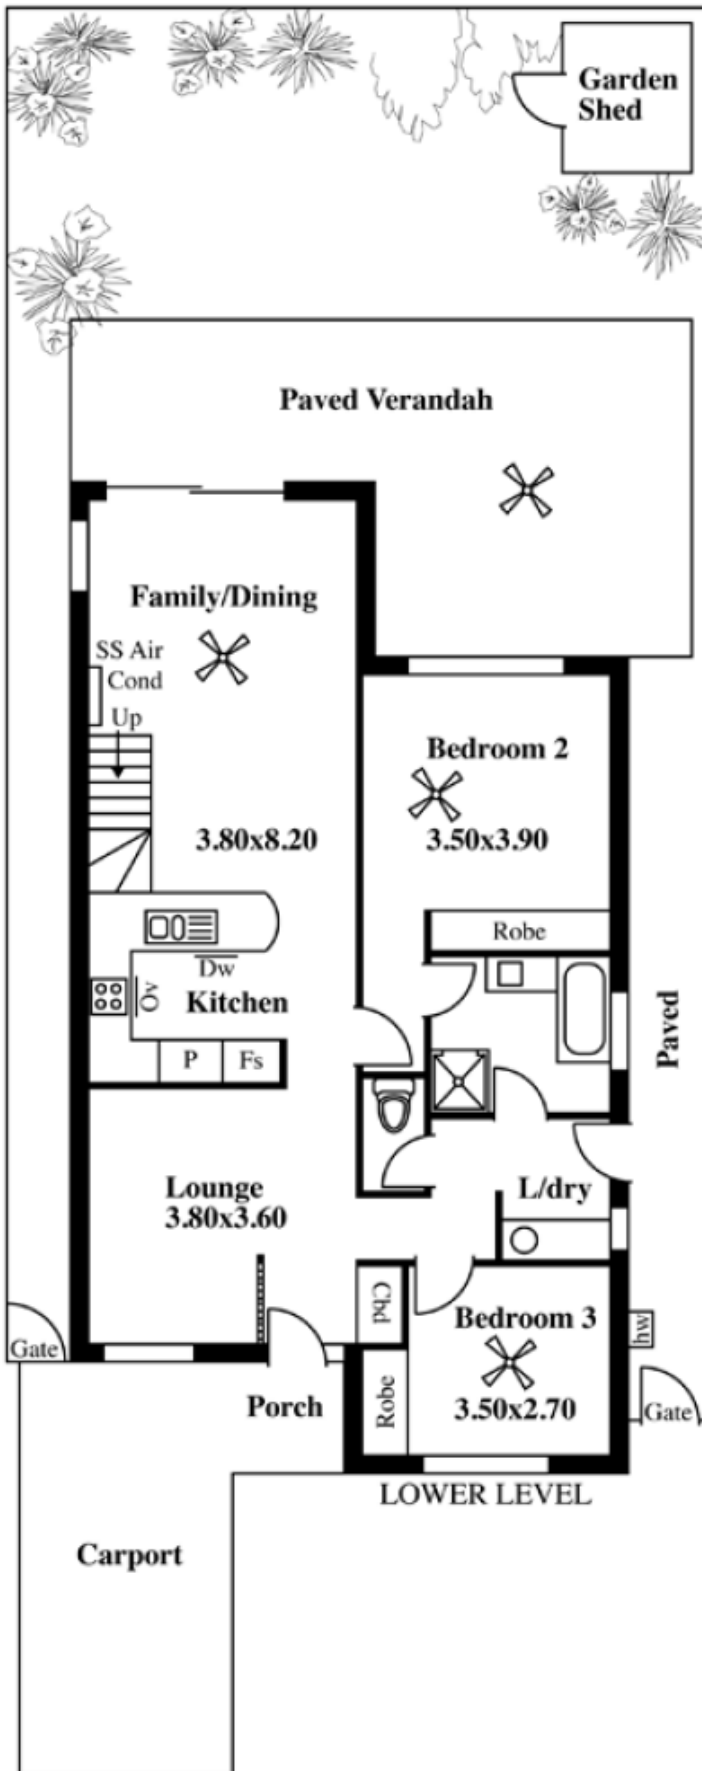 Garden
Shed
Paved Verandah
Family/Dining
SS Air
Cond
Up
Bedroom 2
3.80x8.20
3.50x3.90
Robe
Dw
Ov
Kitchen
Paved
P
Fs
Lounge
3.80x3.60
L/dry
Cbd
Bedroom 3
hw
Gate
Porch
Robe
3.50x2.70
Gate
LOWER LEVEL
Carport